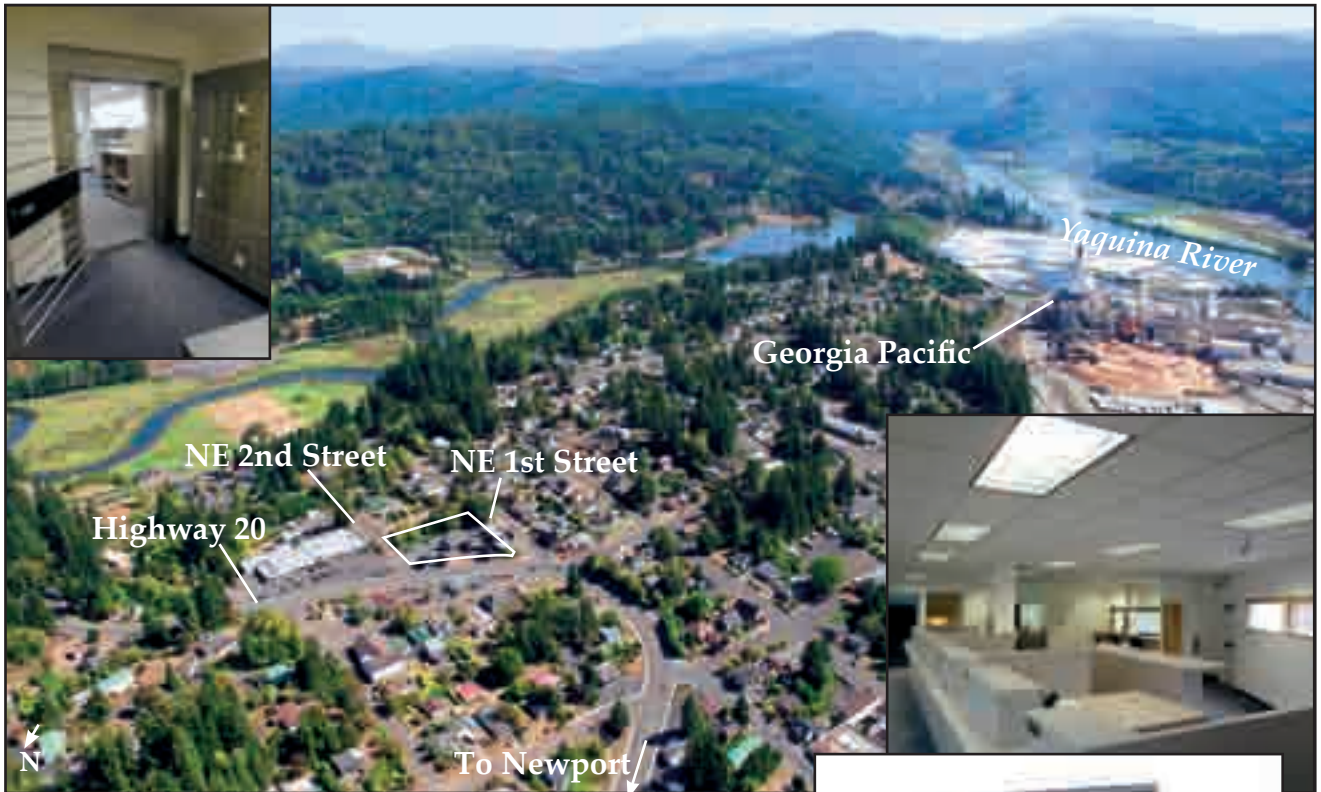 Yaquina River
Georgia Pacific
NE 2nd Street
NE 1st Street
Highway 20
To Newport
N